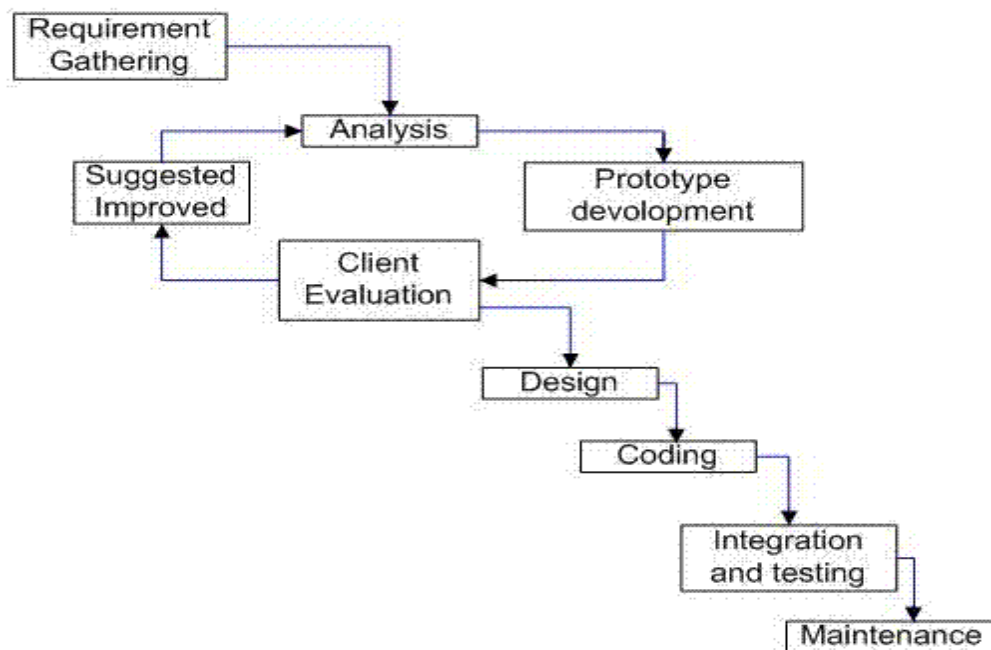 Requirement
Gathering
Analysis
Suggested
Improved
Prototype
devolopment
Client
Evaluation
Design
Coding
Integration
and testing
Maintenance